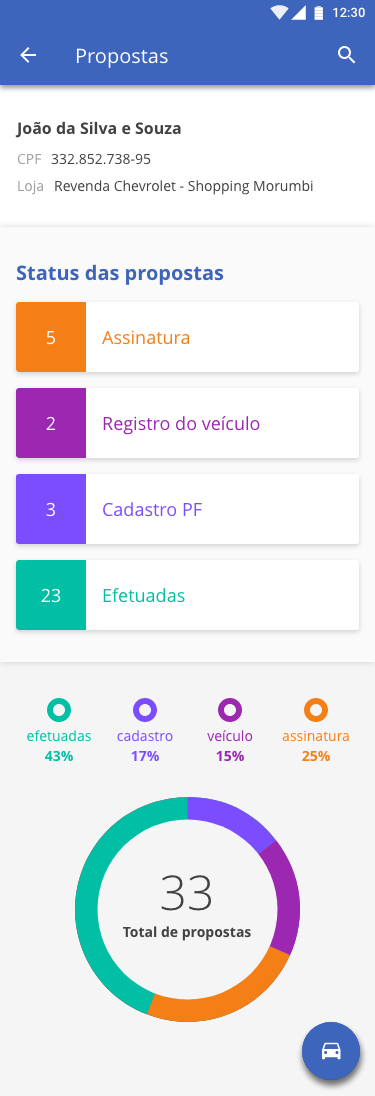 12:30
Propostas
João da Silva e Souza
CPF 332.852.738-95
Loja Revenda Chevrolet - Shopping Morumbi
Status das propostas
5 Assinatura
2 Registro do veículo
3 Cadastro PF
23 Efetuadas
efetuadas cadastro veículo assinatura
43% 17% 15% 25%
33
Total de propostas